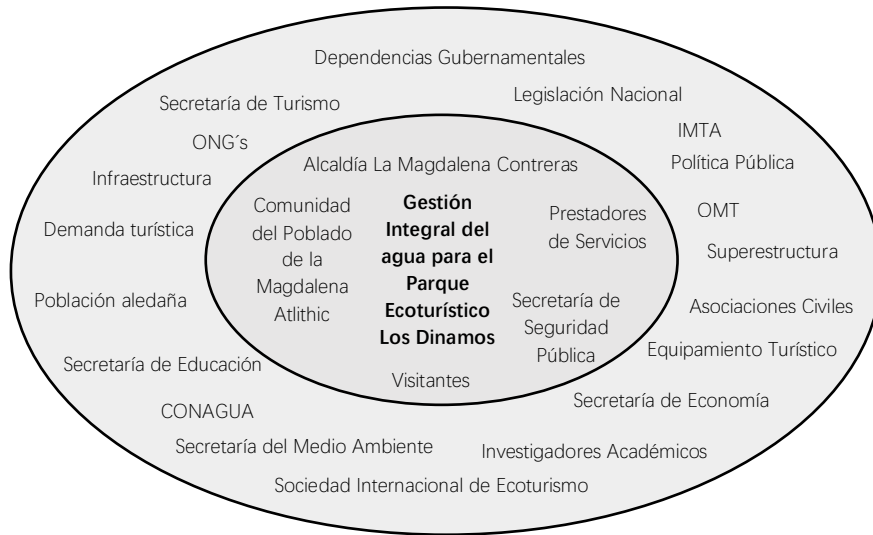 Dependencias Gubernamentales
Legislación Nacional
Secretaría de Turismo
IMTA
ONG´s
Política Pública
Infraestructura
OMT
Demanda turística
Superestructura
Población aledaña
Asociaciones Civiles
Secretaría de Educación
Equipamiento Turístico
CONAGUA
Secretaría de Economía
Secretaría del Medio Ambiente
Investigadores Académicos
Sociedad Internacional de Ecoturismo
Alcaldía La Magdalena Contreras
Comunidad
del Poblado
de la
Magdalena
Atlithic
Gestión
Integral del
agua para el
Parque
Ecoturístico
Los Dinamos
Prestadores
de Servicios
Secretaría de
Seguridad
Pública
Visitantes